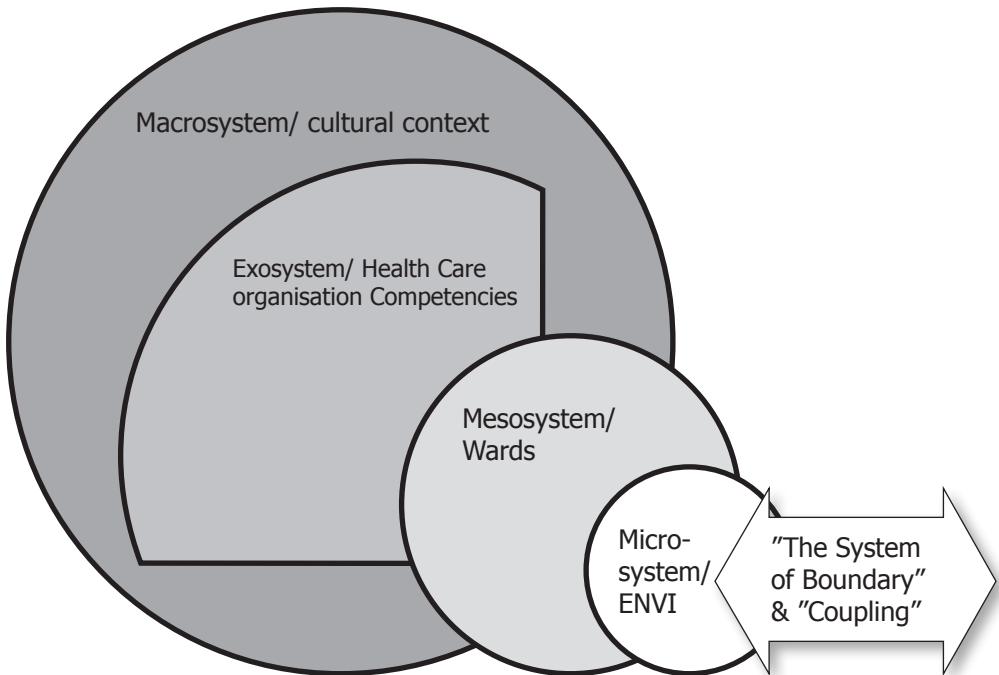 Macrosystem/ cultural context
Exosystem/ Health Care
organisation Competencies
Mesosystem/
Wards
Micro-
system/
ENVI
”The System
of Boundary”
& ”Coupling”